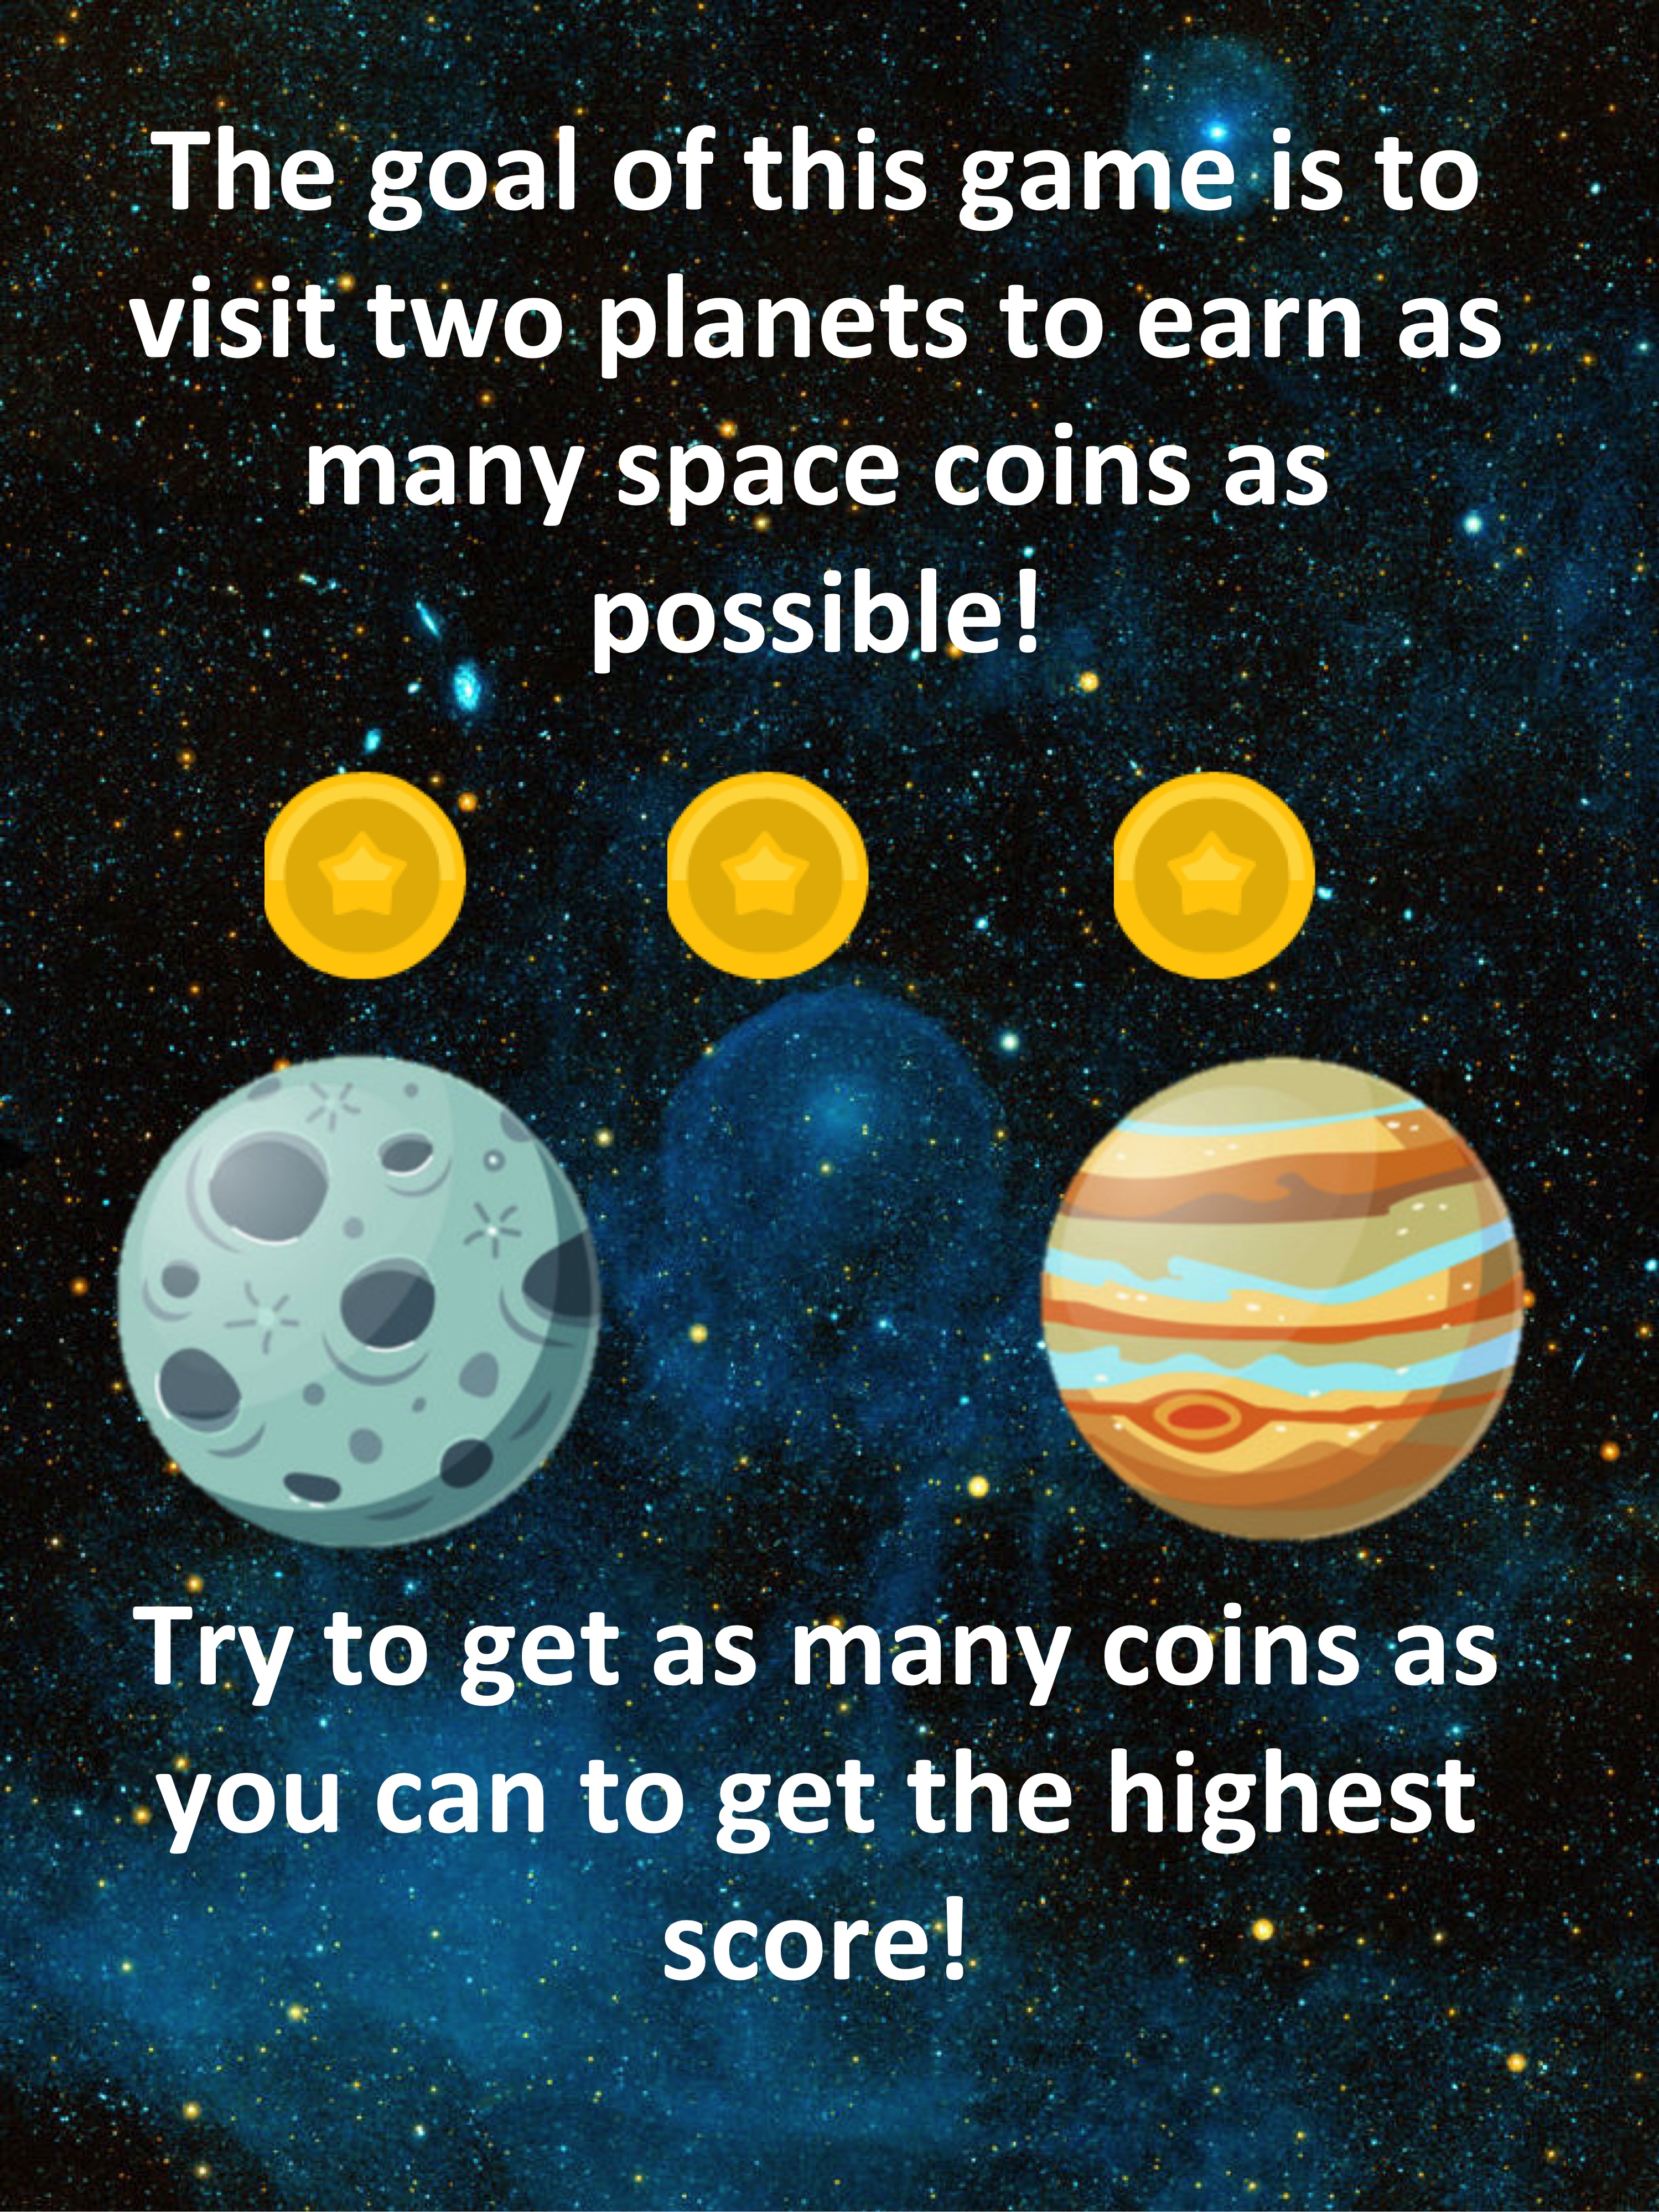 The goal of this game is to
visit two planets to earn as
many space coins as
possible!
Try to get as many coins as
you can to get the highest
score!